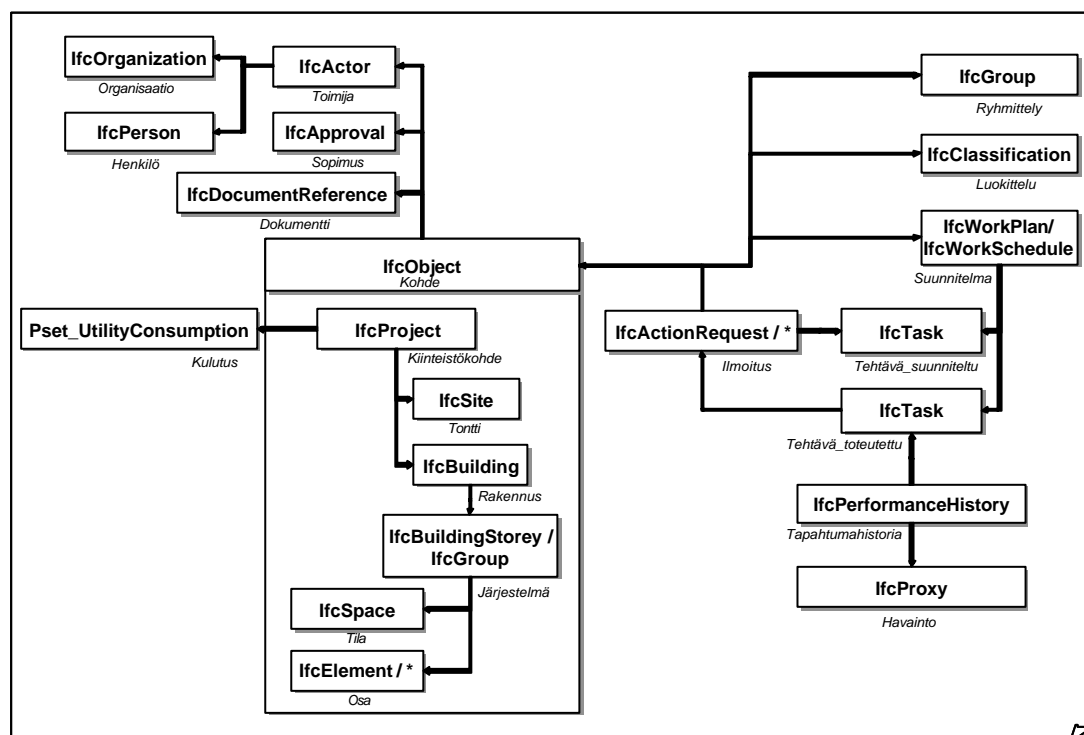 IfcOrganization
Organisaatio
IfcPerson
Henkilö
IfcActor
Toimija
IfcApproval
Sopimus
IfcDocumentReference
Dokumentti
IfcObject
Kohde
Pset_UtilityConsumption
Kulutus
IfcProject
Kiinteistökohde
IfcSite
Tontti
IfcBuilding
Rakennus
IfcBuildingStorey /
IfcGroup
Järjestelmä
IfcSpace
Tila
IfcElement / *
Osa
IfcGroup
Ryhmittely
IfcClassification
Luokittelu
IfcWorkPlan/
IfcWorkSchedule
Suunnitelma
IfcActionRequest / *
Ilmoitus
IfcTask
Tehtävä_suunniteltu
IfcTask
Tehtävä_toteutettu
IfcPerformanceHistory
Tapahtumahistoria
IfcProxy
Havainto